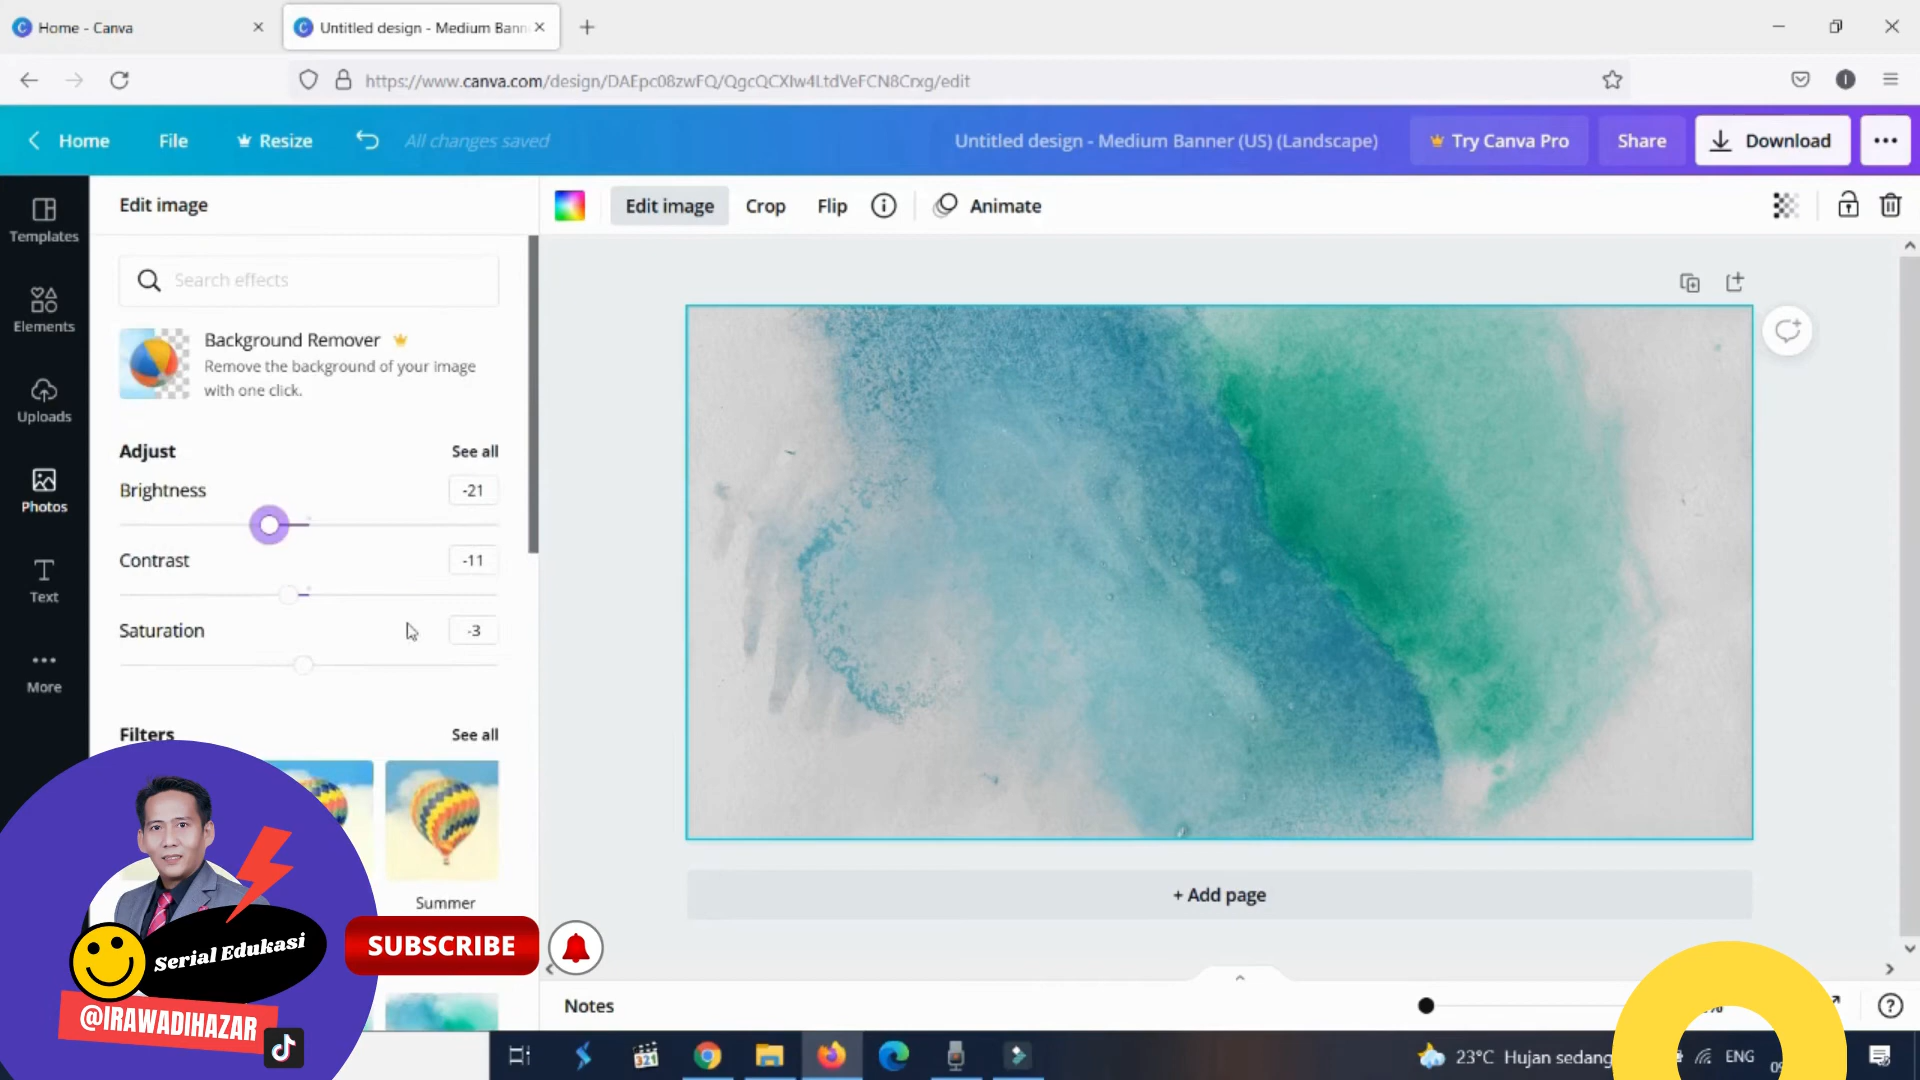 Home - Canva
Untitled design - Medium Bann
https://www.canva.com/design/DAEpc08zwFQ/QgcQCXIw4LtdVeFCN8Crxg/edit
Home
File
Resize
All changes saved
Untitled design - Medium Banner (US) (Landscape)
Try Canva Pro
Share
Download
Templates
Elements
Uploads
Photos
Text
More
Edit image
Search effects
Background Remover
Remove the background of your image
with one click.
Adjust
See all
Brightness
-21
Contrast
-11
Saturation
-3
Filters
See all
Summer
Edit image
Crop
Flip
Animate
+ Add page
Notes
Serial Edukasi
@IRAWADIHAZAR
SUBSCRIBE
321
23°C Hujan sedang
ENG